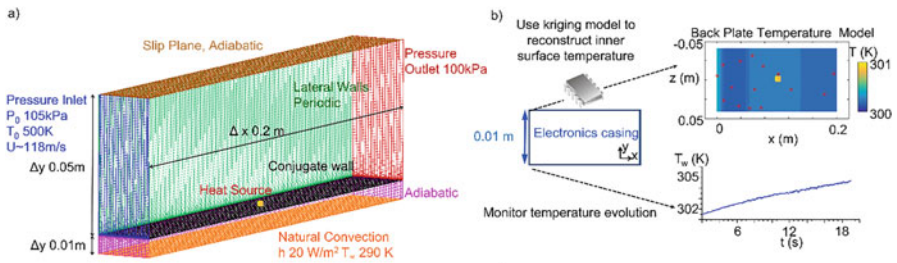 a)
Slip Plane, Adiabatic
Pressure
Outlet 100kPa
Lateral Walls
Periodic
Pressure Inlet
P0 105kPa
T0 500K
U~118m/s
Δy 0.05m
Δ x 0.2 m
Conjugate wall
Heat Source
Adiabatic
Δy 0.01m
Natural Convection
h 20 W/m² T∞ 290 K
b)
Use kriging model to
reconstruct inner
surface temperature
0.01 m
Electronics casing
y
x
Monitor temperature evolution
Back Plate Temperature Model
T (K)
-0.05
z (m)
0.05
0
0.2
x (m)
301
300
Tw (K)
305
302
6
12
18
t (s)